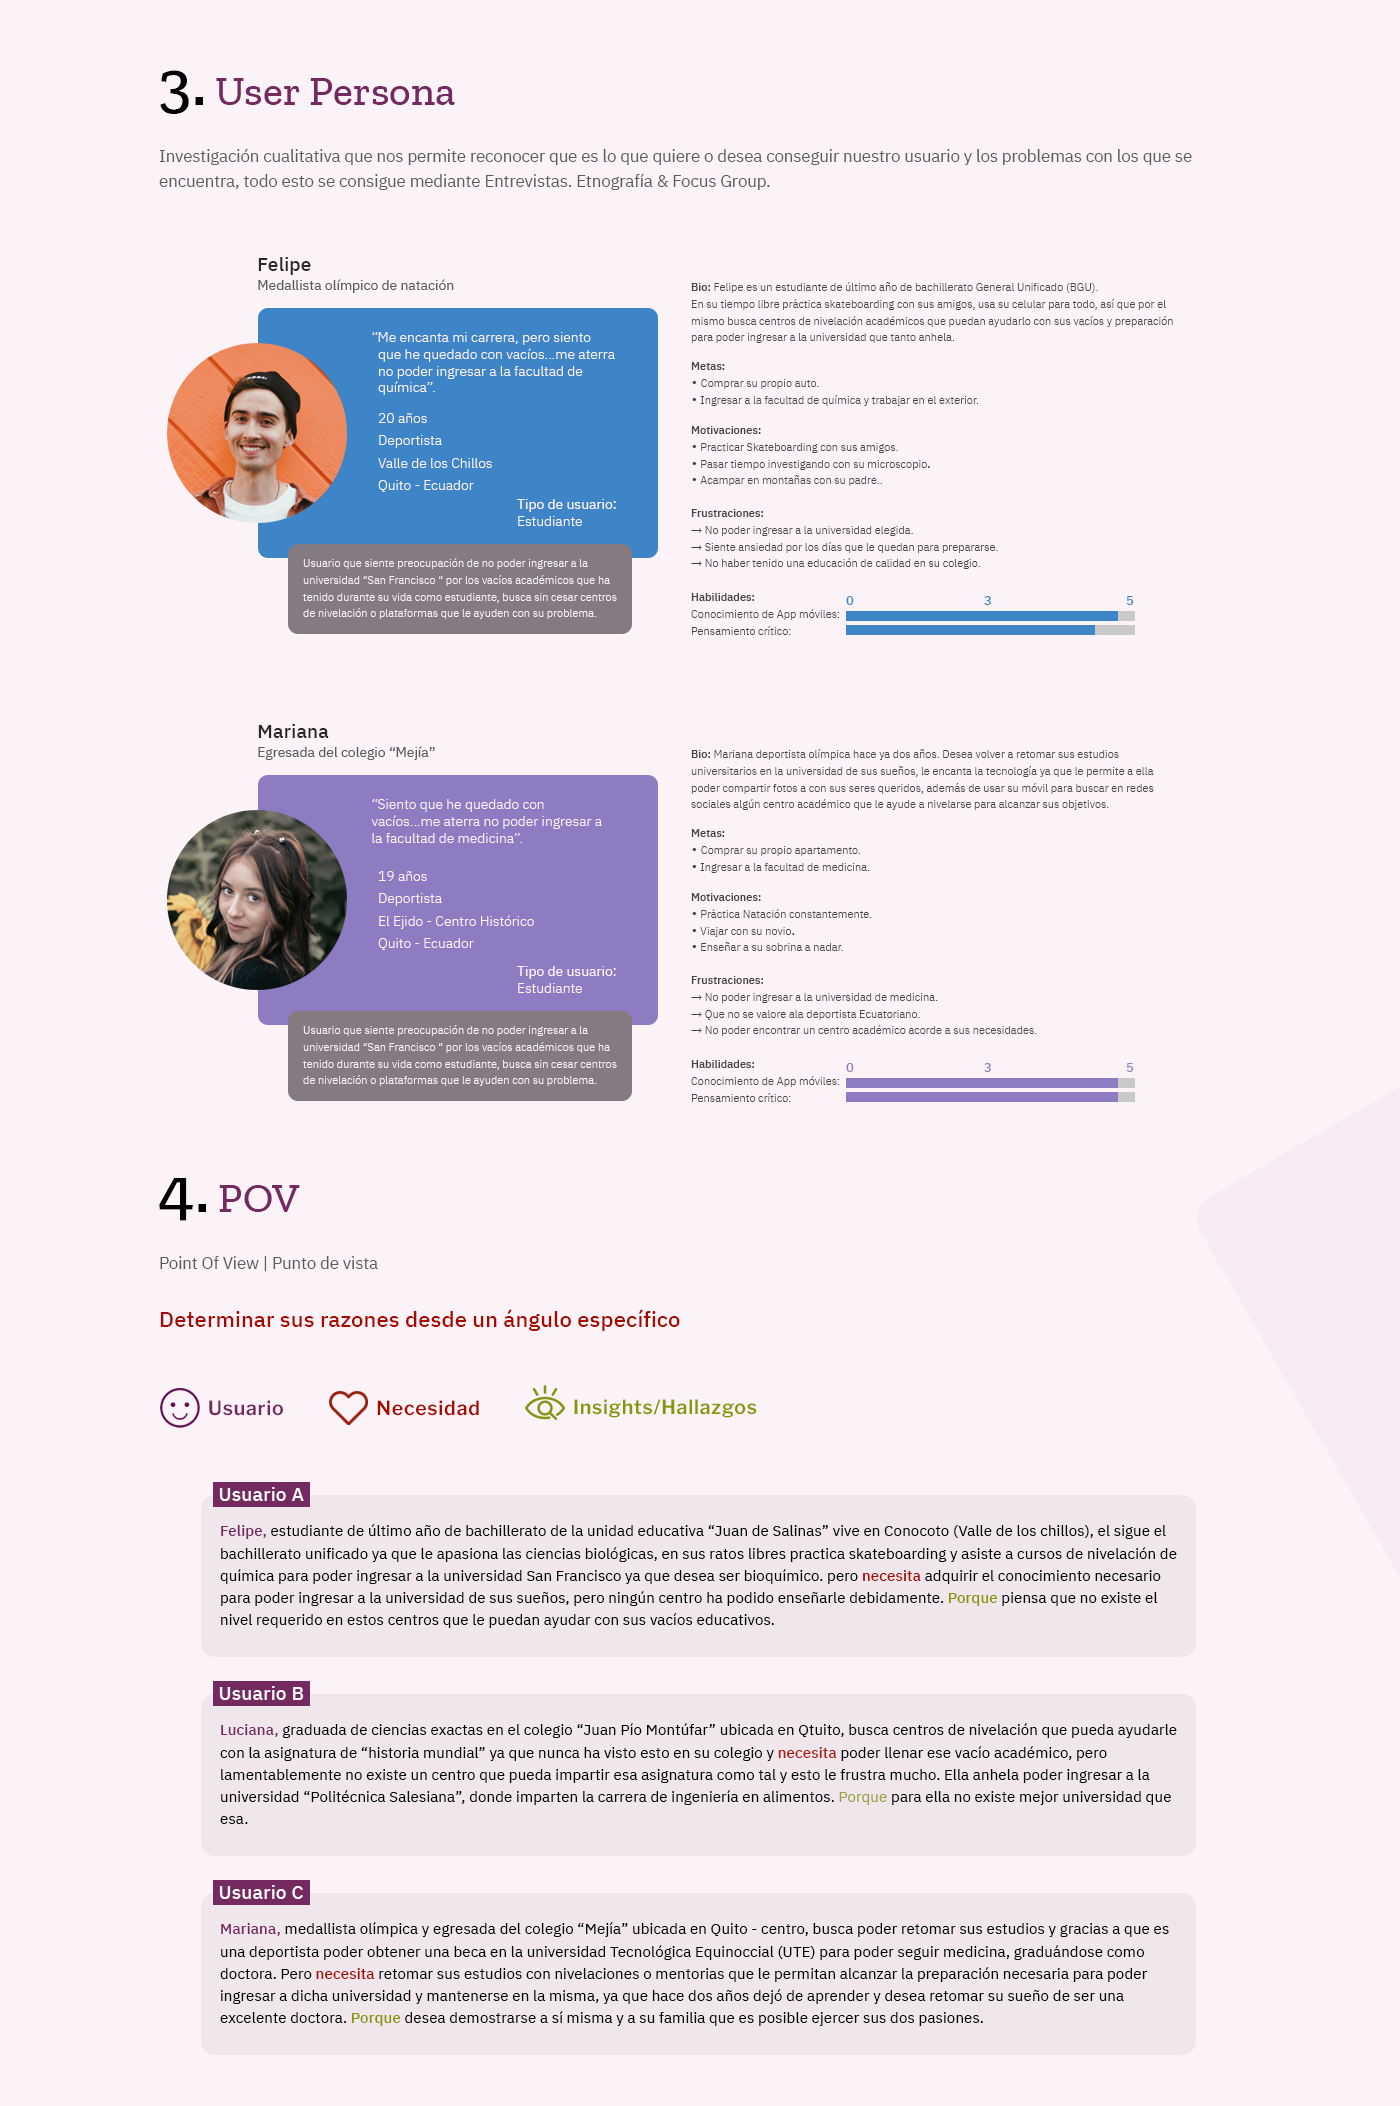 3. User Persona
Investigación cualitativa que nos permite reconocer que es lo que quiere o desea conseguir nuestro usuario y los problemas con los que se
encuentra, todo esto se consigue mediante Entrevistas. Etnografía & Focus Group.
Felipe
Medallista olímpico de natación
“Me encanta mi carrera, pero siento
que he quedado con vacíos...me aterra
no poder ingresar a la facultad de
química”.
20 años
Deportista
Valle de los Chillos
Quito - Ecuador
Tipo de usuario:
Estudiante
Usuario que siente preocupación de no poder ingresar a la
universidad “San Francisco “ por los vacíos académicos que ha
tenido durante su vida como estudiante, busca sin cesar centros
de nivelación o plataformas que le ayuden con su problema.
Bio: Felipe es un estudiante de último año de bachillerato General Unificado (BGU).
En su tiempo libre práctica skateboarding con sus amigos, usa su celular para todo, así que por el
mismo busca centros de nivelación académicos que puedan ayudarlo con sus vacíos y preparación
para poder ingresar a la universidad que tanto anhela.
Metas:
• Comprar su propio auto.
• Ingresar a la facultad de química y trabajar en el exterior.
Motivaciones:
• Practicar Skateboarding con sus amigos.
• Pasar tiempo investigando con su microscopio.
• Acampar en montañas con su padre..
Frustraciones:
→ No poder ingresar a la universidad elegida.
→ Siente ansiedad por los días que le quedan para prepararse.
→ No haber tenido una educación de calidad en su colegio.
Habilidades: 0 3 5
Conocimiento de App móviles:
Pensamiento crítico:
Mariana
Egresada del colegio “Mejía”
“Siento que he quedado con
vacíos...me aterra no poder ingresar a
la facultad de medicina”.
19 años
Deportista
El Ejido - Centro Histórico
Quito - Ecuador
Tipo de usuario:
Estudiante
Usuario que siente preocupación de no poder ingresar a la
universidad “San Francisco “ por los vacíos académicos que ha
tenido durante su vida como estudiante, busca sin cesar centros
de nivelación o plataformas que le ayuden con su problema.
Bio: Mariana deportista olímpica hace ya dos años. Desea volver a retomar sus estudios
universitarios en la universidad de sus sueños, le encanta la tecnología ya que le permite a ella
poder compartir fotos a con sus seres queridos, además de usar su móvil para buscar en redes
sociales algún centro académico que le ayude a nivelarse para alcanzar sus objetivos.
Metas:
• Comprar su propio apartamento.
• Ingresar a la facultad de medicina.
Motivaciones:
• Práctica Natación constantemente.
• Viajar con su novio.
• Enseñar a su sobrina a nadar.
Frustraciones:
→ No poder ingresar a la universidad de medicina.
→ Que no se valore ala deportista Ecuatoriano.
→ No poder encontrar un centro académico acorde a sus necesidades.
Habilidades: 0 3 5
Conocimiento de App móviles:
Pensamiento crítico:
4. POV
Point Of View | Punto de vista
Determinar sus razones desde un ángulo específico
Usuario Necesidad Insights/Hallazgos
Usuario A
Felipe, estudiante de último año de bachillerato de la unidad educativa “Juan de Salinas” vive en Conocoto (Valle de los chillos), el sigue el
bachillerato unificado ya que le apasiona las ciencias biológicas, en sus ratos libres practica skateboarding y asiste a cursos de nivelación de
química para poder ingresar a la universidad San Francisco ya que desea ser bioquímico. pero necesita adquirir el conocimiento necesario
para poder ingresar a la universidad de sus sueños, pero ningún centro ha podido enseñarle debidamente. Porque piensa que no existe el
nivel requerido en estos centros que le puedan ayudar con sus vacíos educativos.
Usuario B
Luciana, graduada de ciencias exactas en el colegio “Juan Pío Montúfar” ubicada en Qtuito, busca centros de nivelación que pueda ayudarle
con la asignatura de “historia mundial” ya que nunca ha visto esto en su colegio y necesita poder llenar ese vacío académico, pero
lamentablemente no existe un centro que pueda impartir esa asignatura como tal y esto le frustra mucho. Ella anhela poder ingresar a la
universidad “Politécnica Salesiana”, donde imparten la carrera de ingeniería en alimentos. Porque para ella no existe mejor universidad que
esa.
Usuario C
Mariana, medallista olímpica y egresada del colegio “Mejía” ubicada en Quito - centro, busca poder retomar sus estudios y gracias a que es
una deportista poder obtener una beca en la universidad Tecnológica Equinoccial (UTE) para poder seguir medicina, graduándose como
doctora. Pero necesita retomar sus estudios con nivelaciones o mentorias que le permitan alcanzar la preparación necesaria para poder
ingresar a dicha universidad y mantenerse en la misma, ya que hace dos años dejó de aprender y desea retomar su sueño de ser una
excelente doctora. Porque desea demostrarse a sí misma y a su familia que es posible ejercer sus dos pasiones.